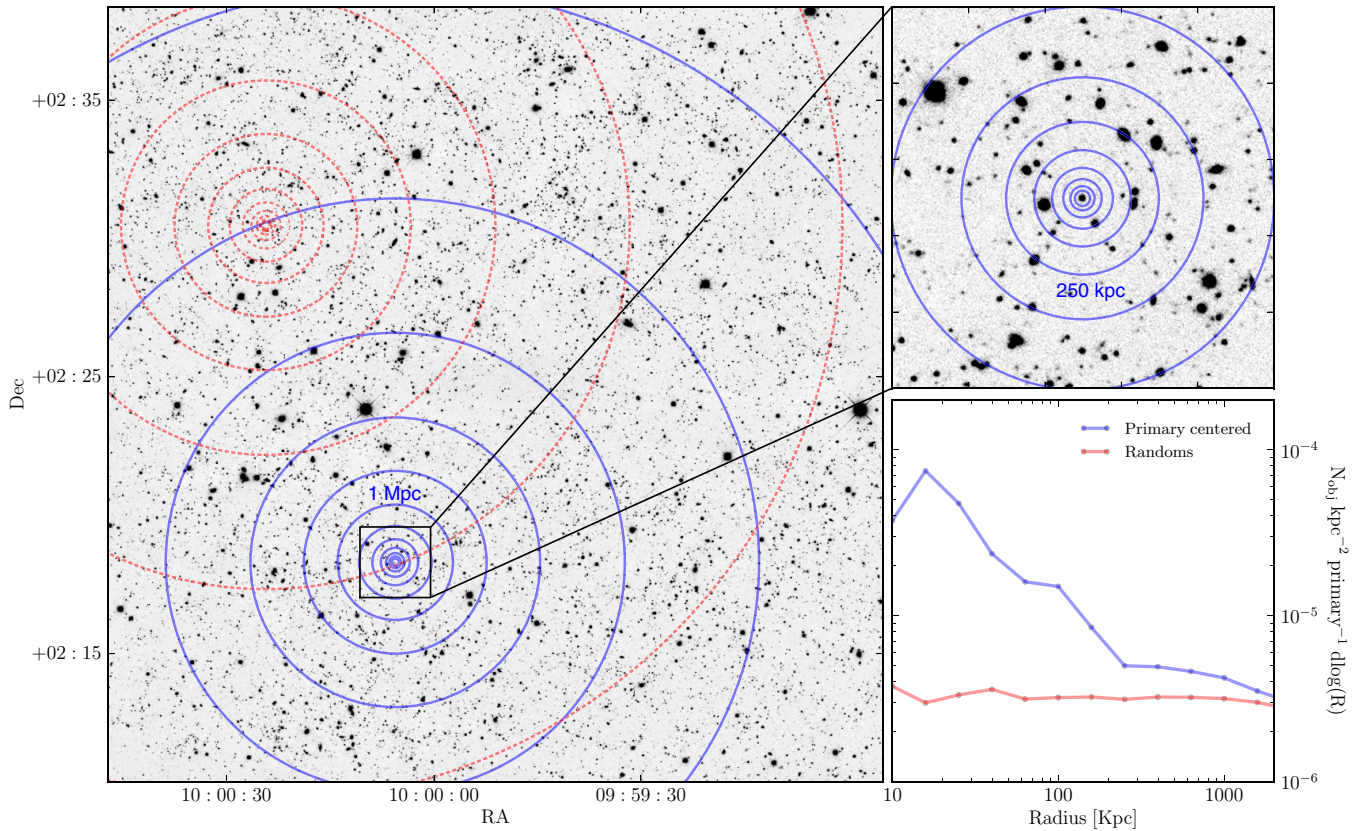 +02 : 35
+02 : 25
+02 : 15
Dec
10 : 00 : 30
10 : 00 : 00
09 : 59 : 30
RA
1 Mpc
250 kpc
Primary centered
Randoms
10⁻⁴
10⁻⁵
10⁻⁶
N_obj kpc⁻² primary⁻¹ dlog(R)
10
100
1000
Radius [Kpc]